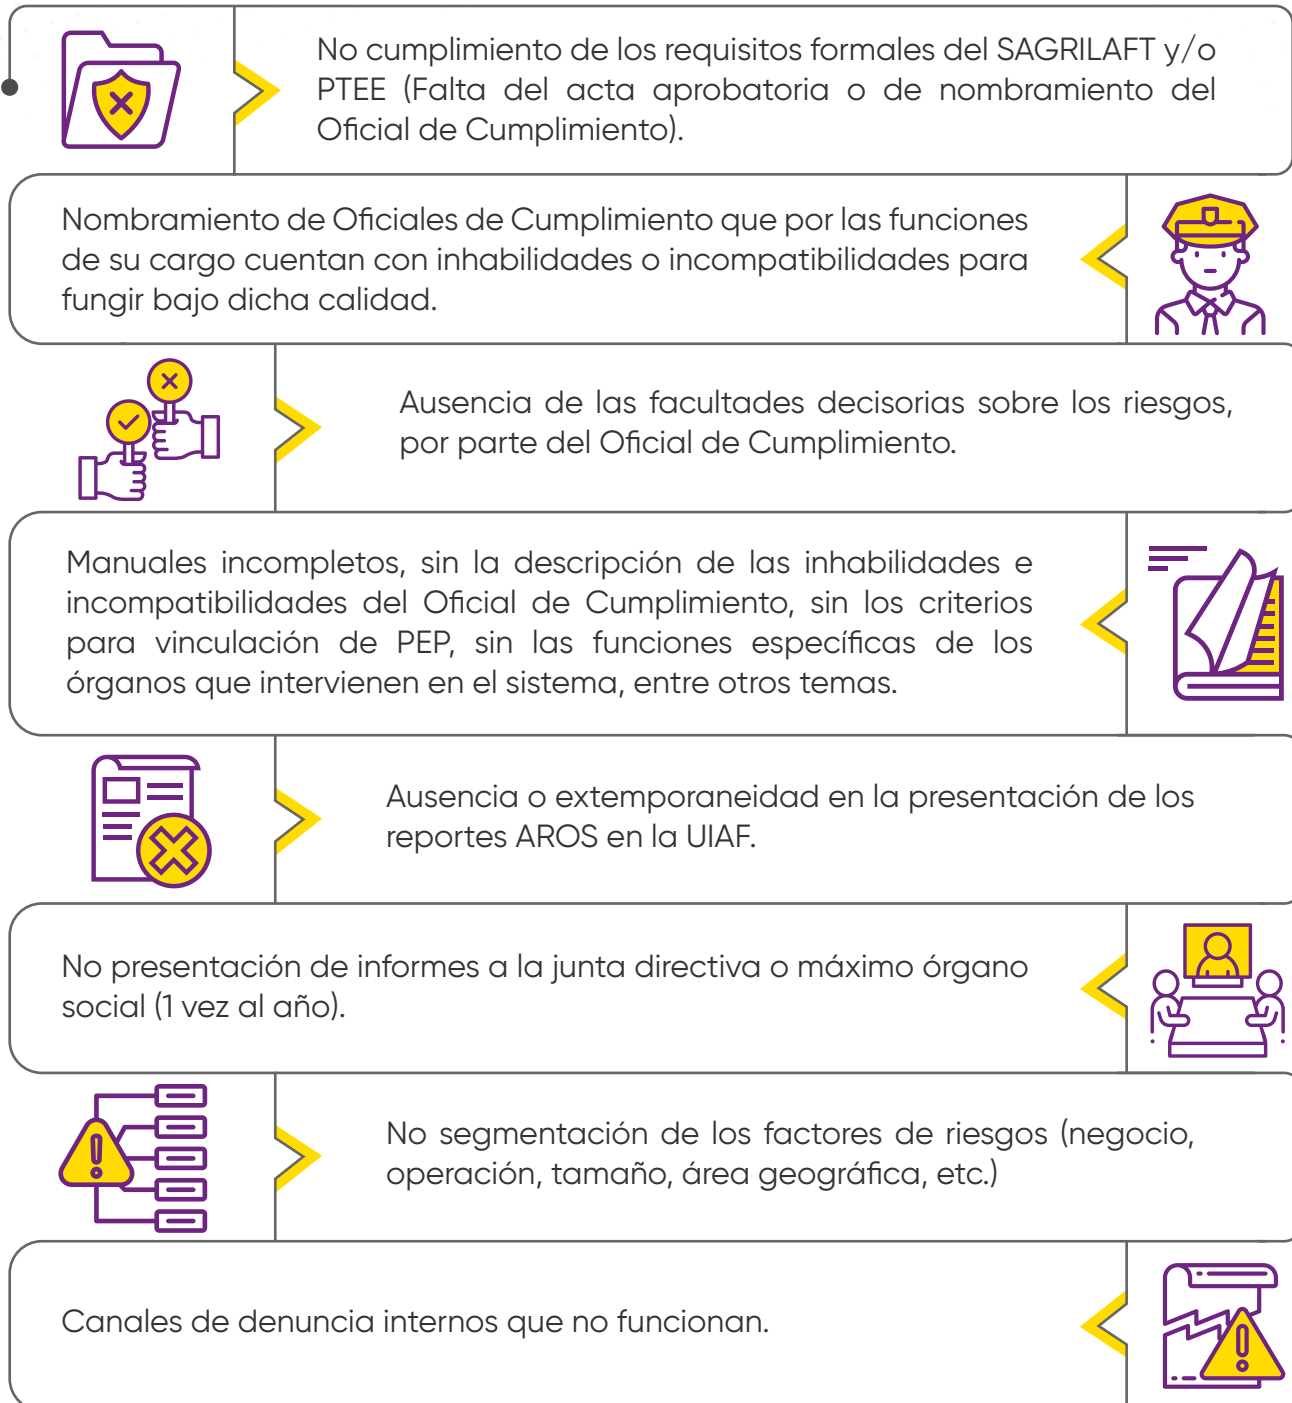 No cumplimiento de los requisitos formales del SAGRILAFT y/o
PTEE (Falta del acta aprobatoria o de nombramiento del
Oficial de Cumplimiento).
Nombramiento de Oficiales de Cumplimiento que por las funciones
de su cargo cuentan con inhabilidades o incompatibilidades para
fungir bajo dicha calidad.
Ausencia de las facultades decisorias sobre los riesgos,
por parte del Oficial de Cumplimiento.
Manuales incompletos, sin la descripción de las inhabilidades e
incompatibilidades del Oficial de Cumplimiento, sin los criterios
para vinculación de PEP, sin las funciones específicas de los
órganos que intervienen en el sistema, entre otros temas.
Ausencia o extemporaneidad en la presentación de los
reportes AROS en la UIAF.
No presentación de informes a la junta directiva o máximo órgano
social (1 vez al año).
No segmentación de los factores de riesgos (negocio,
operación, tamaño, área geográfica, etc.)
Canales de denuncia internos que no funcionan.